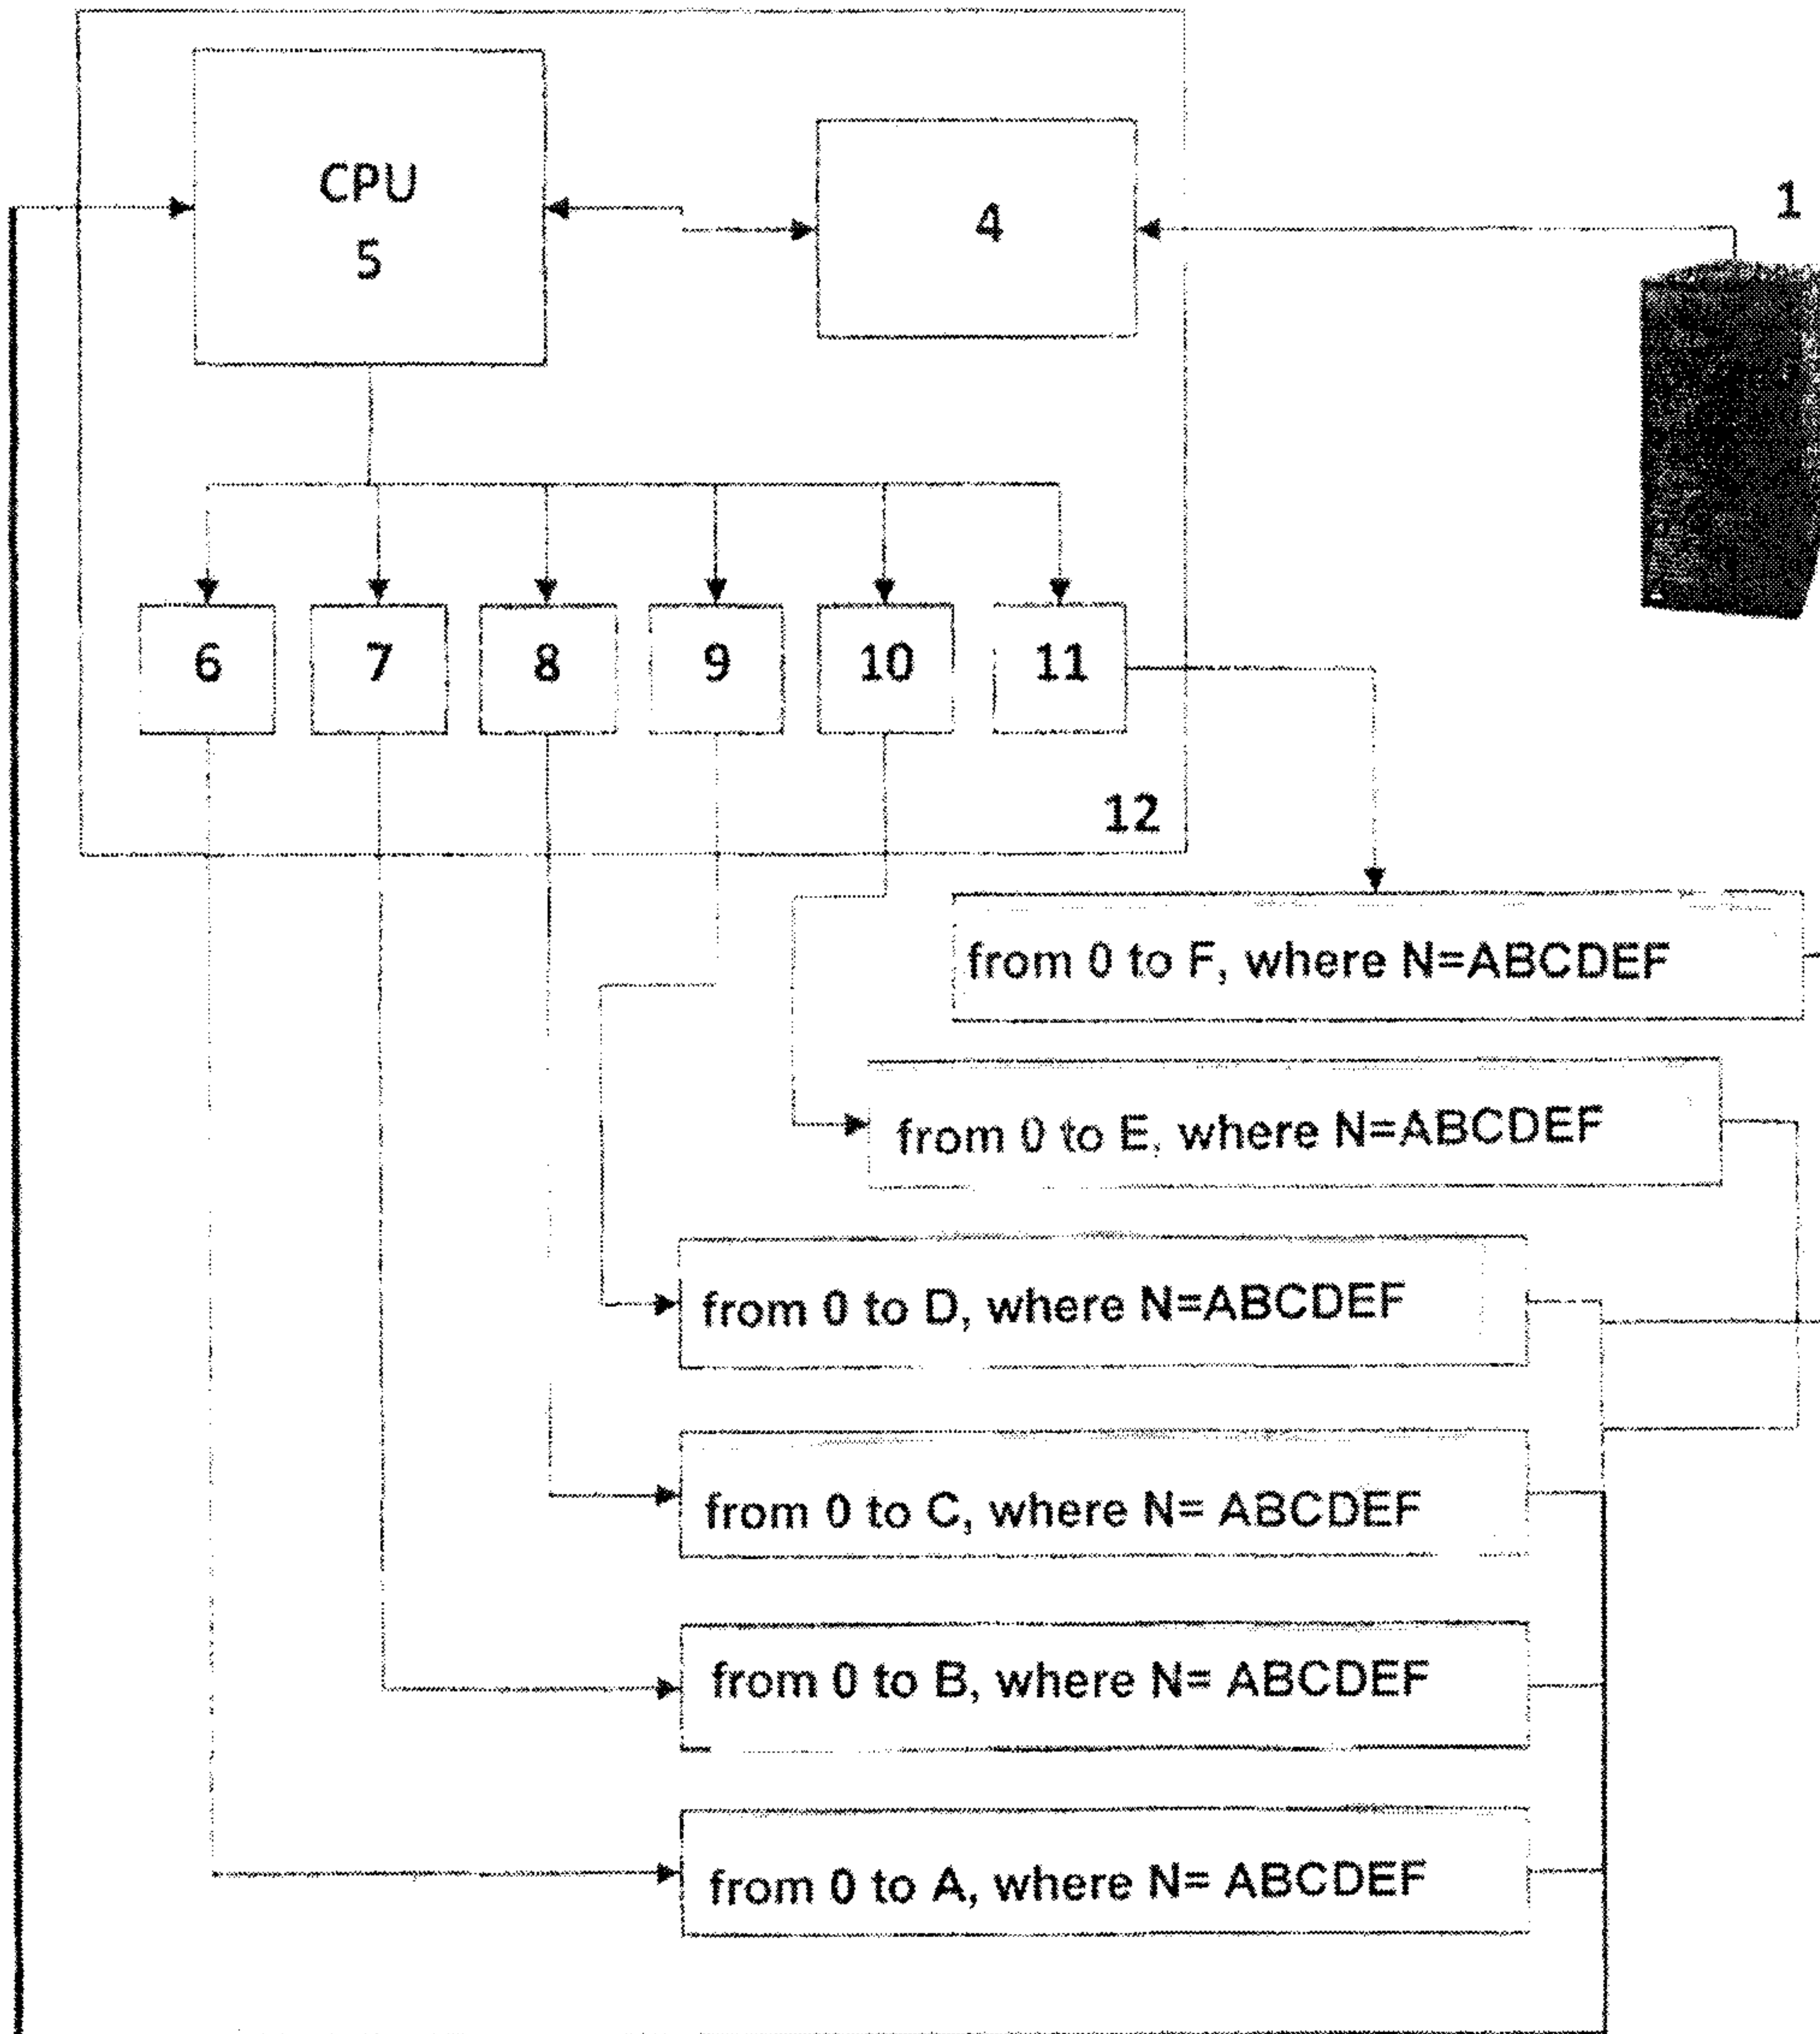 CPU
5
4
1
6
7
8
9
10
11
12
from 0 to F, where N=ABCDEF
from 0 to E, where N=ABCDEF
from 0 to D, where N=ABCDEF
from 0 to C, where N= ABCDEF
from 0 to B, where N= ABCDEF
from 0 to A, where N= ABCDEF